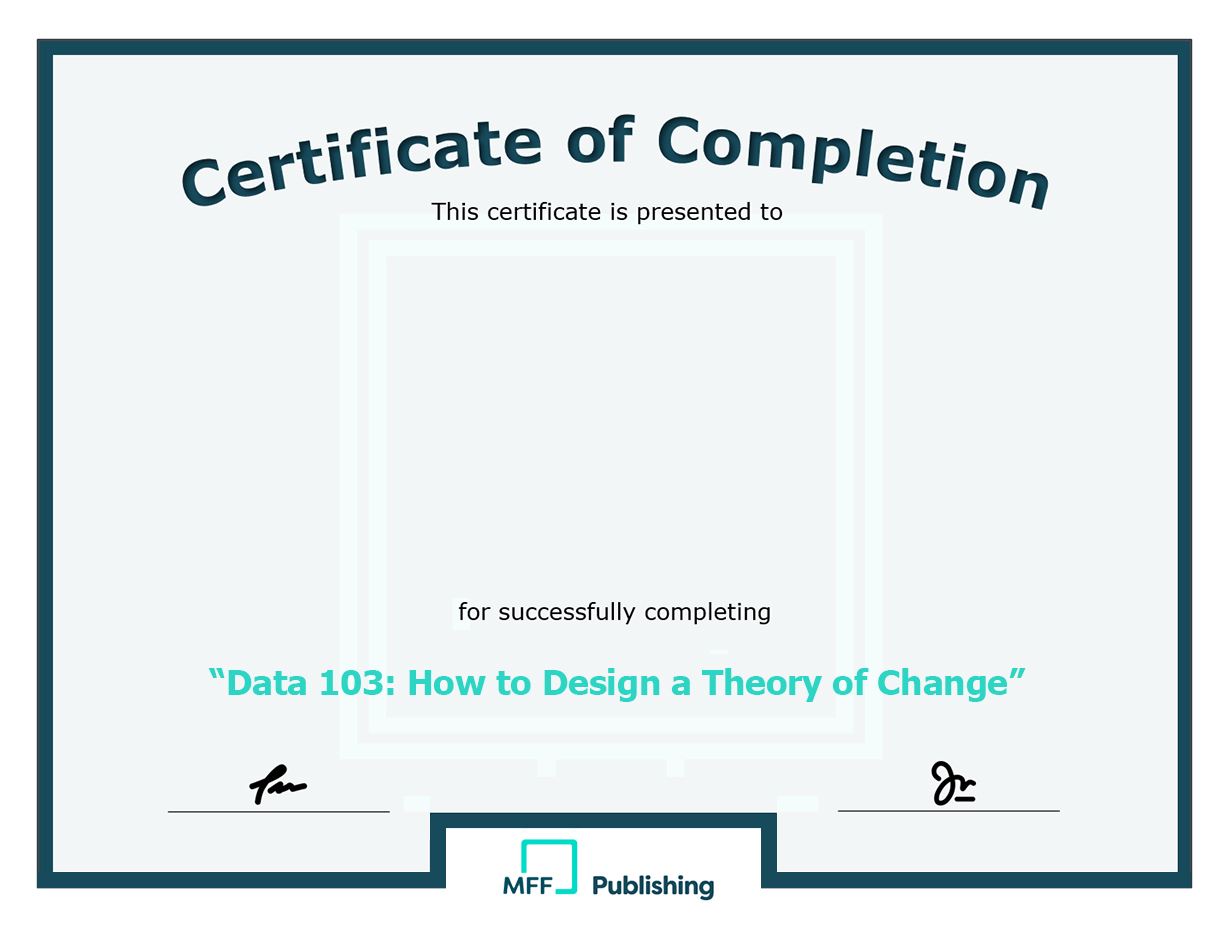 Certificate of Completion
This certificate is presented to
for successfully completing
“Data 103: How to Design a Theory of Change”
MFF Publishing